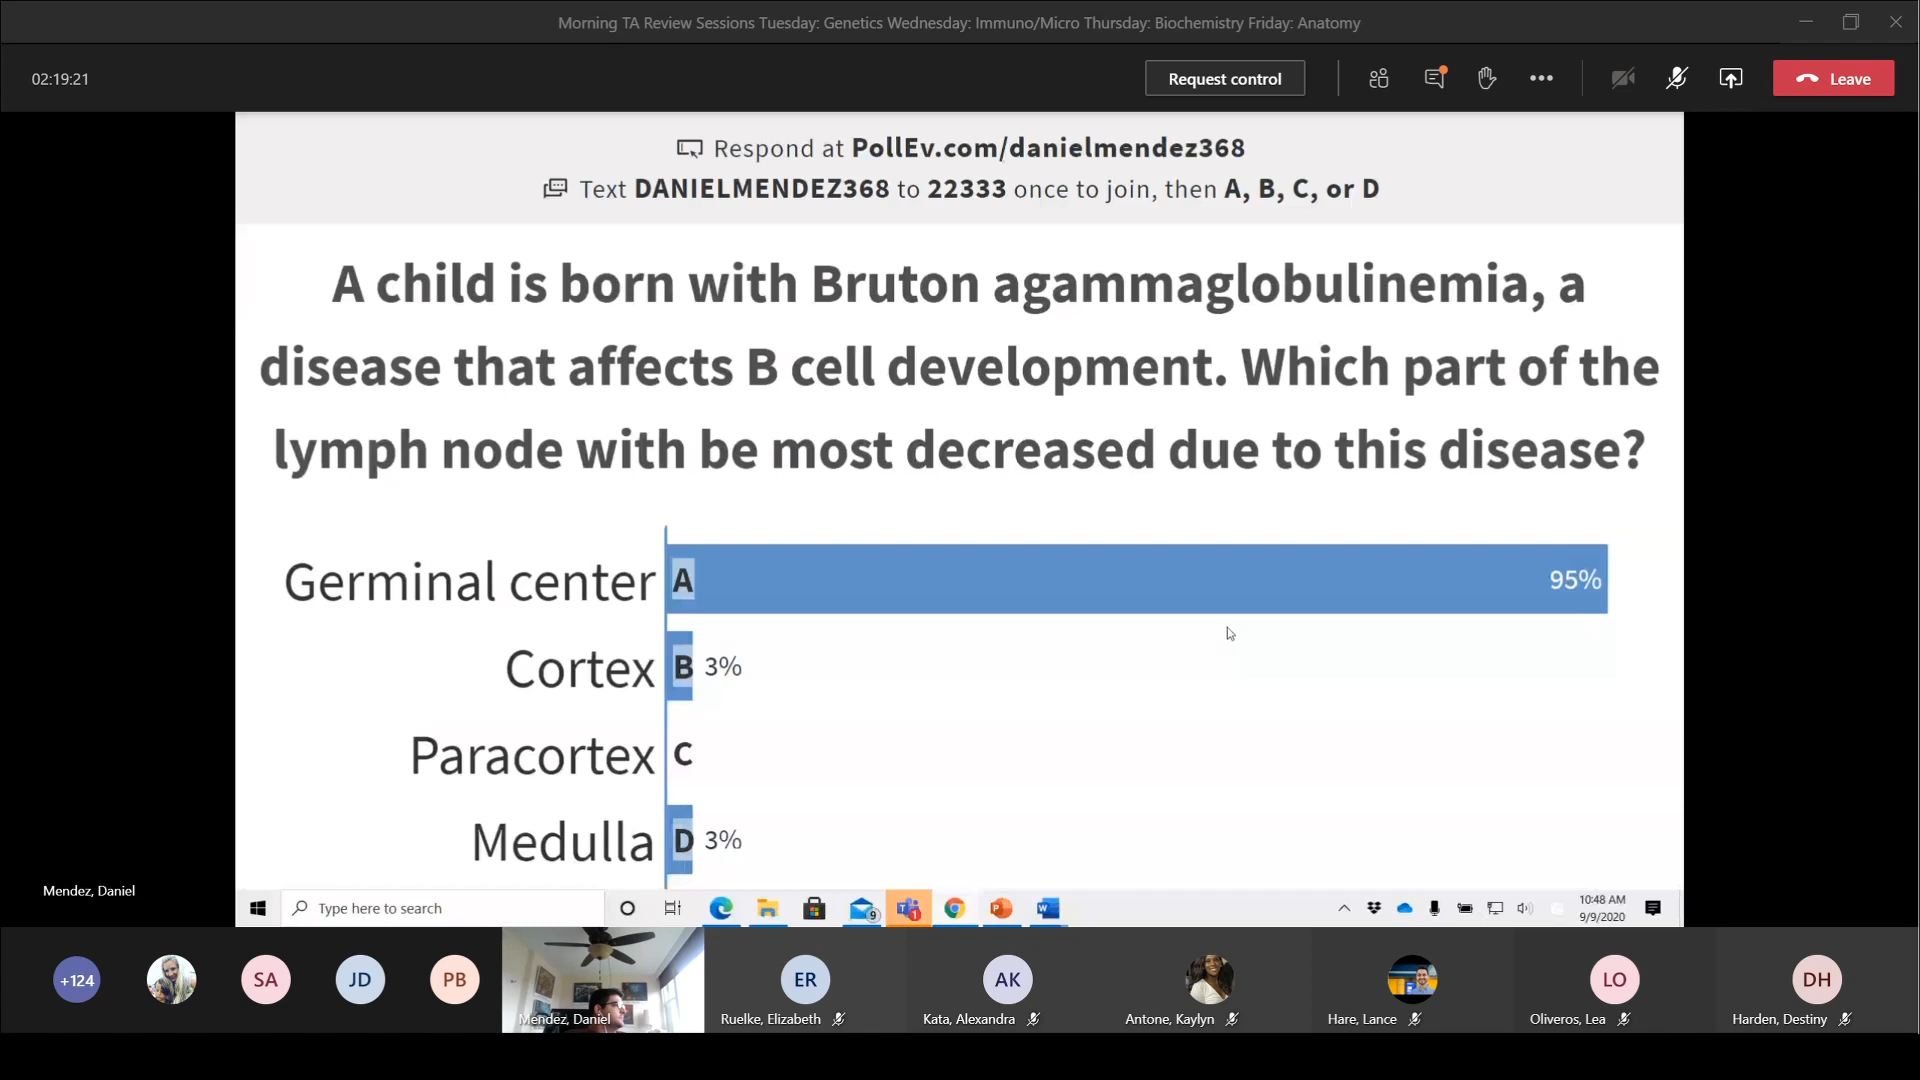 Morning TA Review Sessions Tuesday: Genetics Wednesday: Immuno/Micro Thursday: Biochemistry Friday: Anatomy
02:19:21
Request control
Leave
Respond at PollEv.com/danielmendez368
Text DANIELMENDEZ368 to 22333 once to join, then A, B, C, or D
A child is born with Bruton agammaglobulinemia, a
disease that affects B cell development. Which part of the
lymph node with be most decreased due to this disease?
Germinal center A 95%
Cortex B 3%
Paracortex C
Medulla D 3%
Mendez, Daniel
Type here to search
9
1
10:48 AM
9/9/2020
+124
SA
JD
PB
Mendez, Daniel
ER
Ruelke, Elizabeth
AK
Kata, Alexandra
Antone, Kaylyn
Hare, Lance
LO
Oliveros, Lea
DH
Harden, Destiny